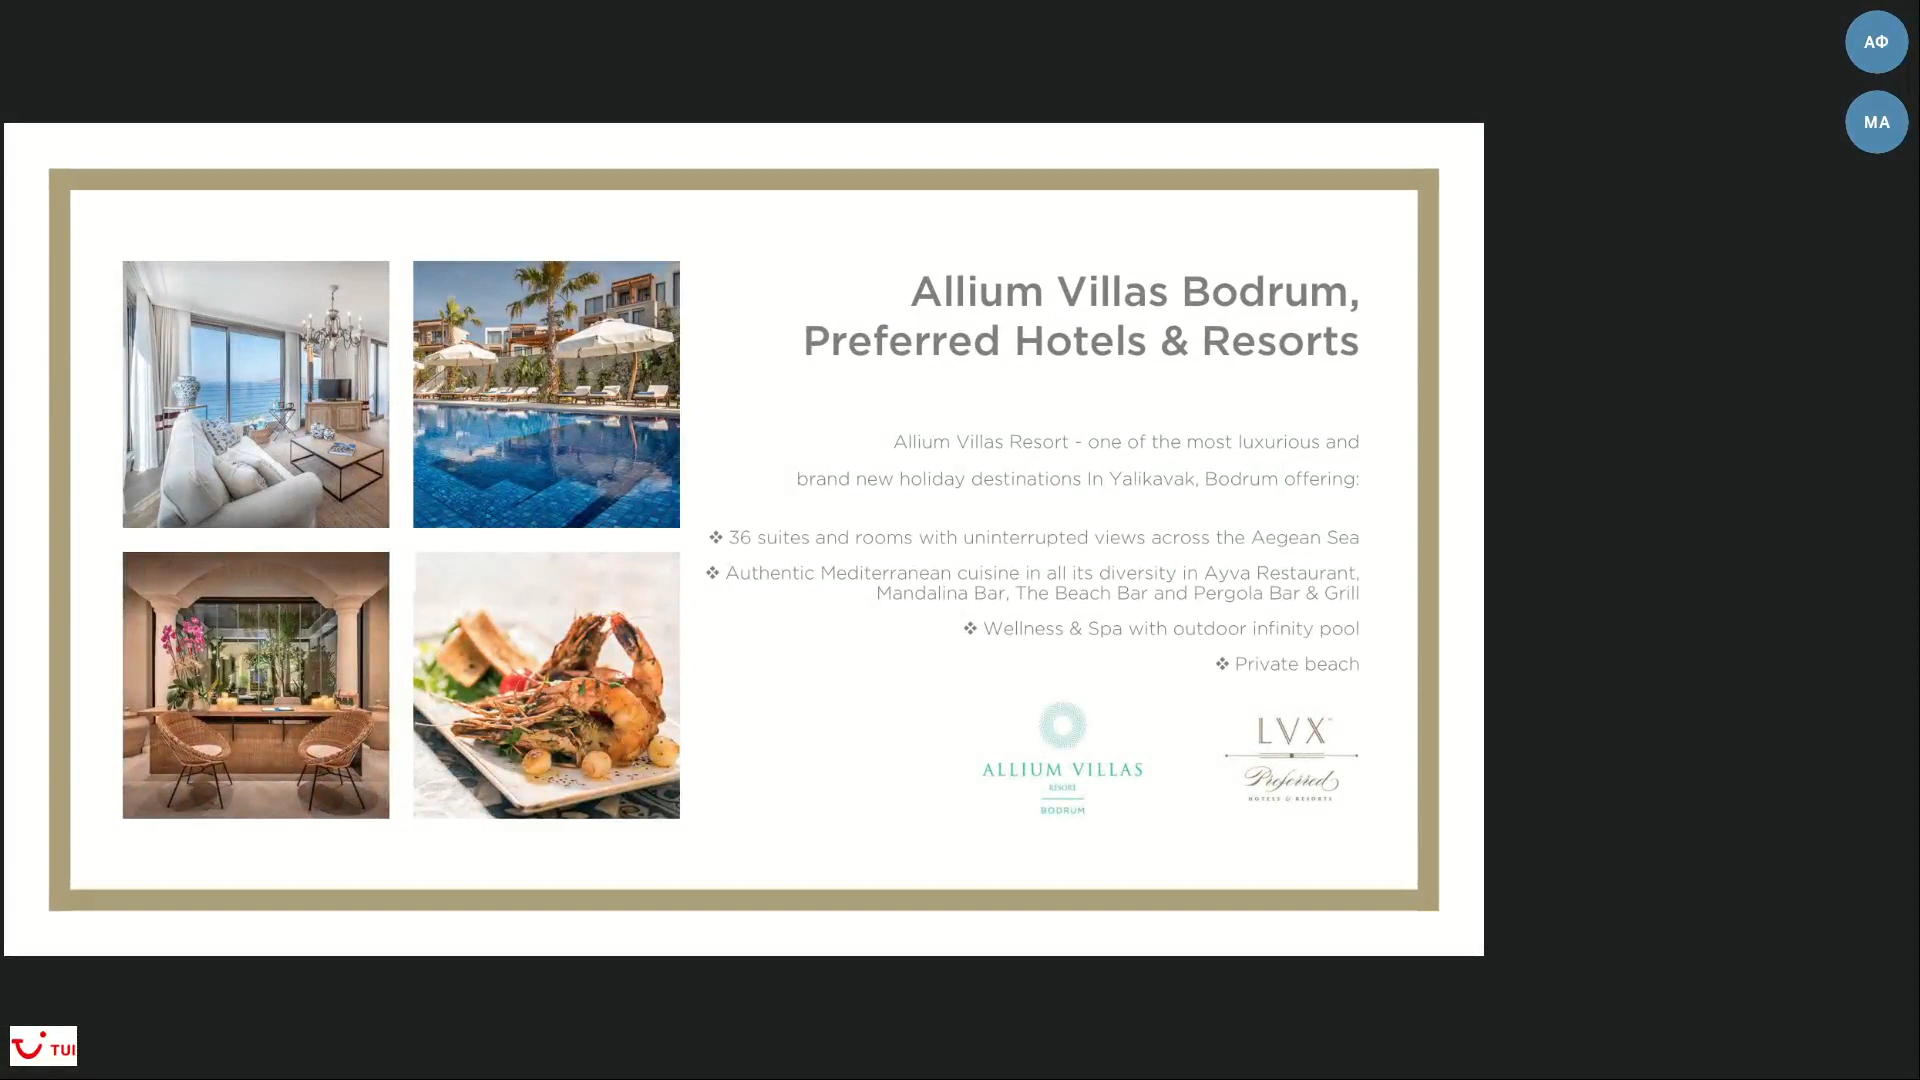 АФ
МА
Allium Villas Bodrum,
Preferred Hotels & Resorts
Allium Villas Resort - one of the most luxurious and
brand new holiday destinations In Yalikavak, Bodrum offering:
❖ 36 suites and rooms with uninterrupted views across the Aegean Sea
❖ Authentic Mediterranean cuisine in all its diversity in Ayva Restaurant,
Mandalina Bar, The Beach Bar and Pergola Bar & Grill
❖ Wellness & Spa with outdoor infinity pool
❖ Private beach
ALLIUM VILLAS
RESORT
BODRUM
LVX
Preferred
HOTELS & RESORTS
TUI